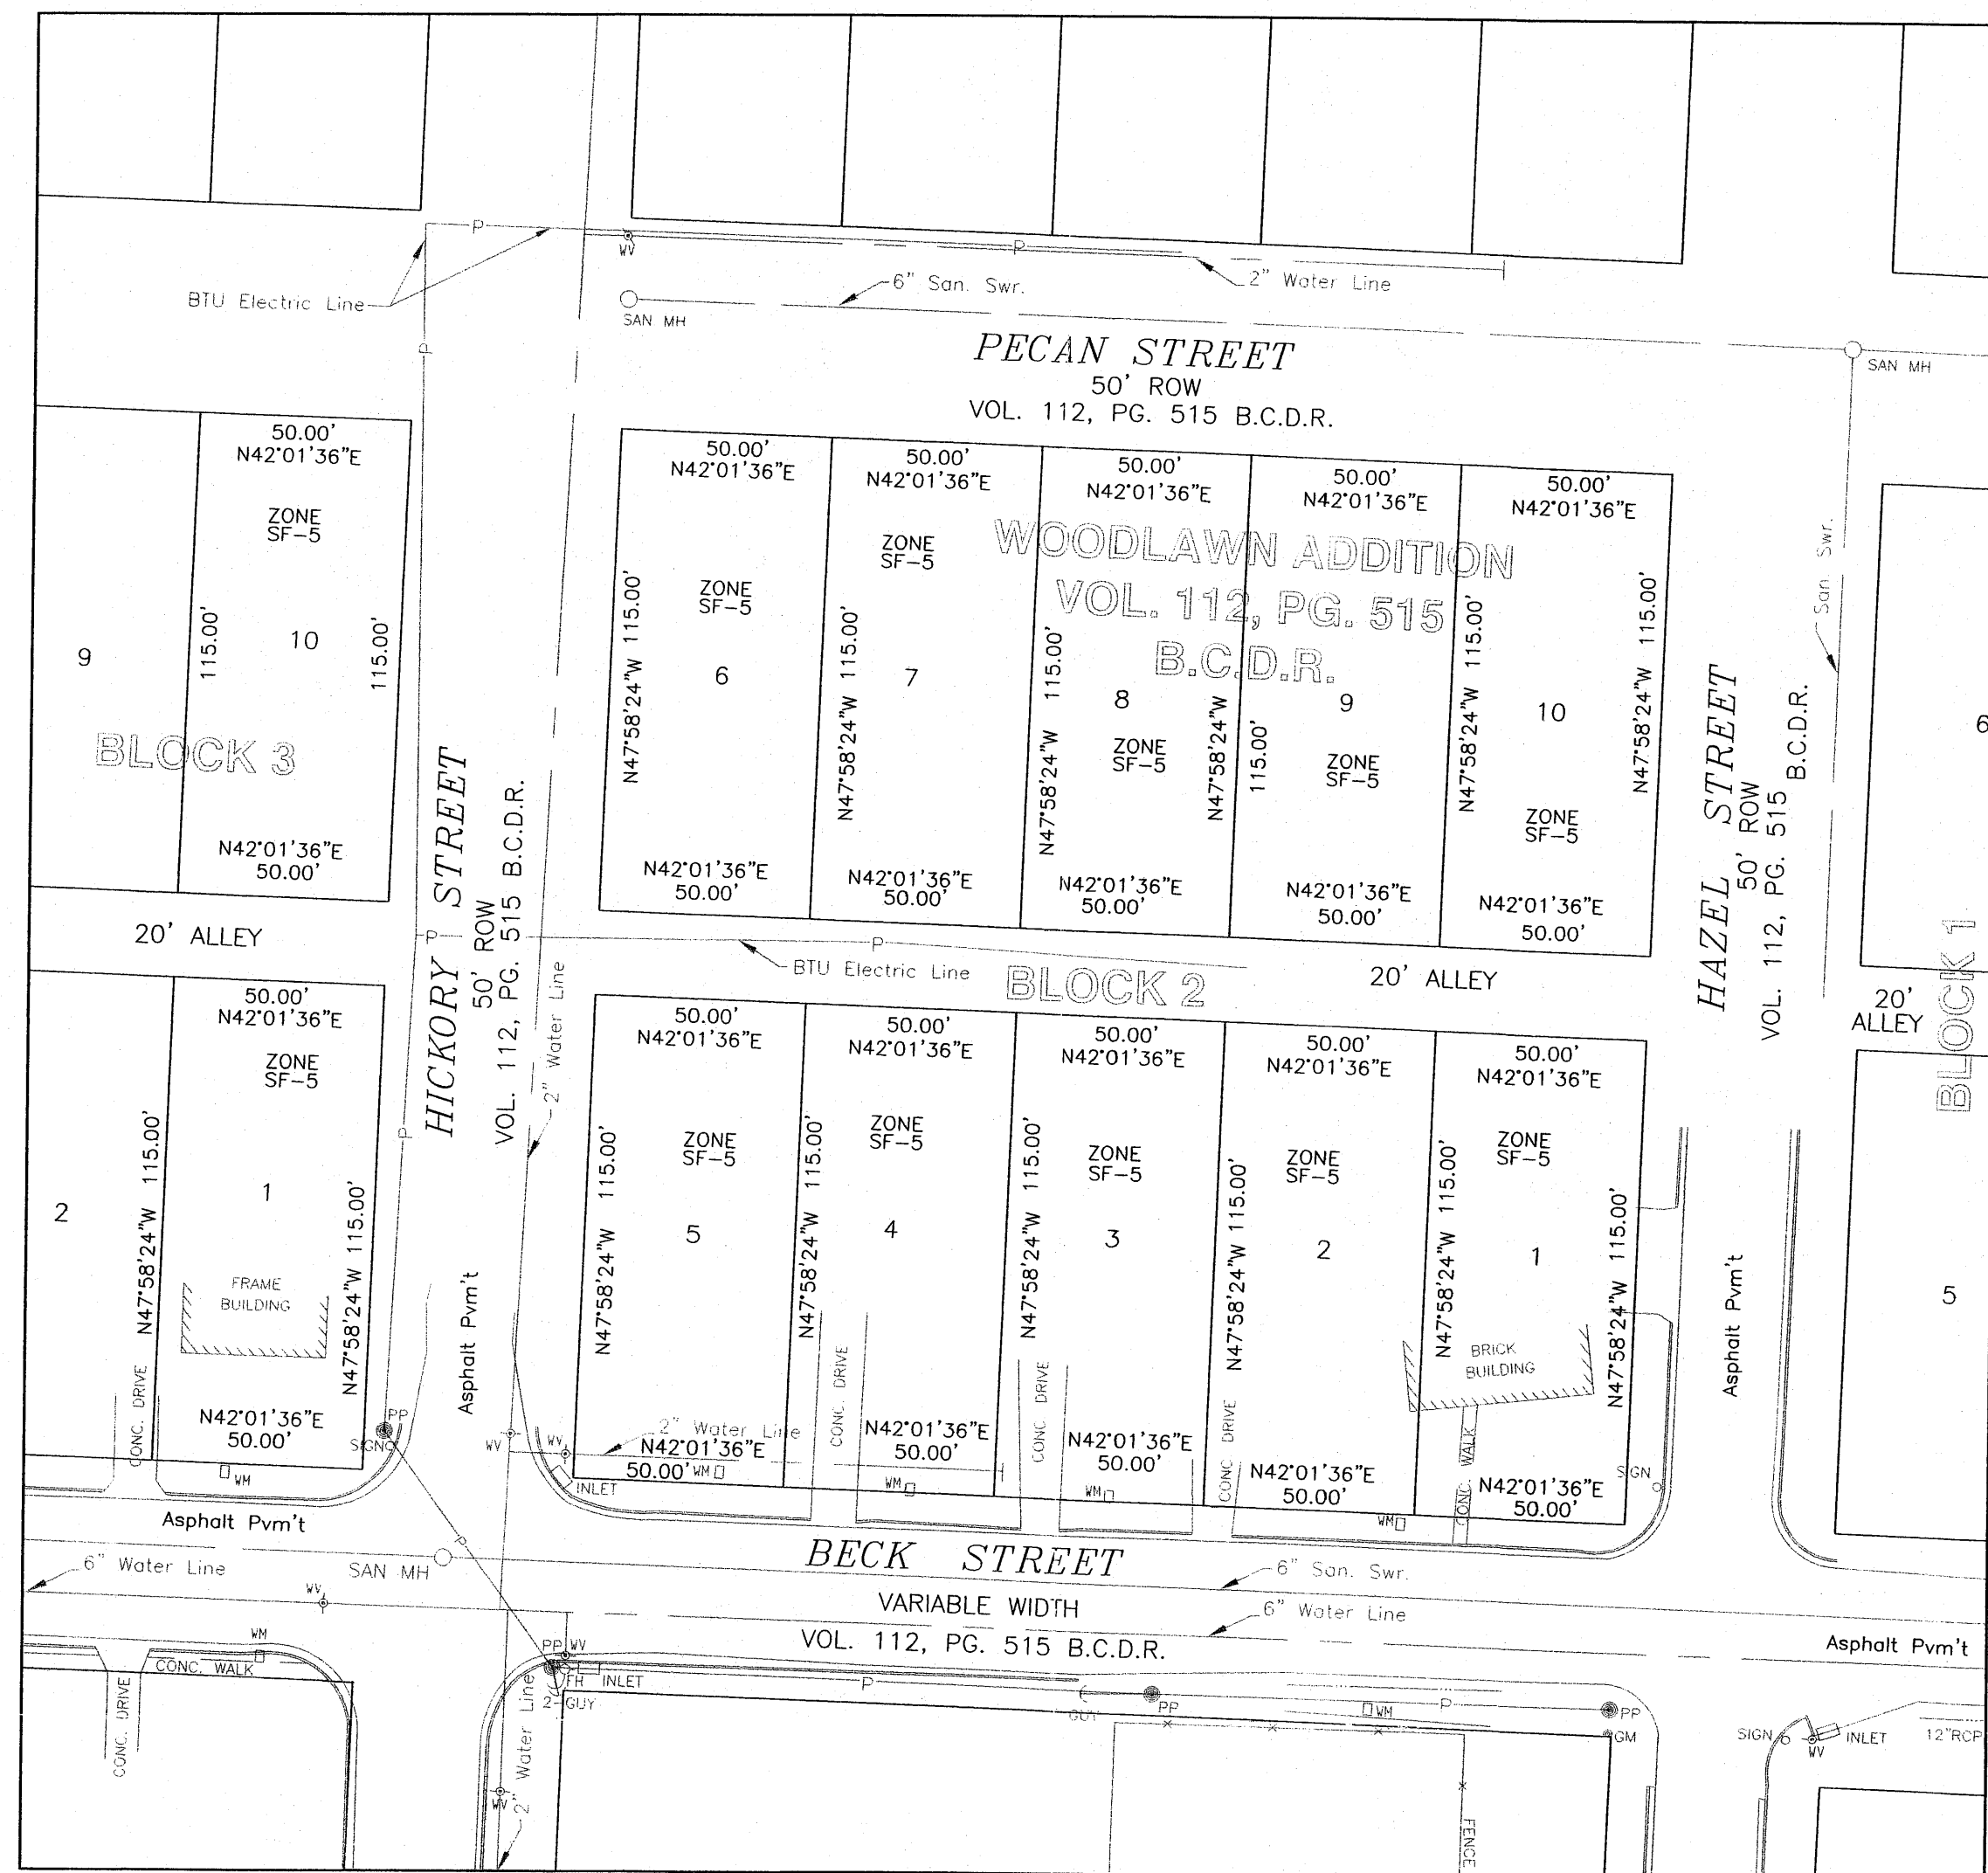 P
WV
P
BTU Electric Line
6" San. Swr.
2" Water Line
SAN MH
P
PECAN STREET
50' ROW
VOL. 112, PG. 515 B.C.D.R.
SAN MH
9
50.00'
N42°01'36"E
ZONE
SF-5
10
115.00'
115.00'
N42°01'36"E
50.00'
BLOCK 3
20' ALLEY
HICKORY STREET
50' ROW
VOL. 112, PG. 515 B.C.D.R.
50.00'
N42°01'36"E
ZONE
SF-5
N47°58'24"W 115.00'
6
N42°01'36"E
50.00'
50.00'
N42°01'36"E
ZONE
SF-5
N47°58'24"W 115.00'
7
N42°01'36"E
50.00'
50.00'
N42°01'36"E
N47°58'24"W 115.00'
8
ZONE
SF-5
N42°01'36"E
50.00'
N47°58'24"W
115.00'
50.00'
N42°01'36"E
9
ZONE
SF-5
N42°01'36"E
50.00'
50.00'
N42°01'36"E
N47°58'24"W 115.00'
10
N47°58'24"W 115.00'
ZONE
SF-5
N42°01'36"E
50.00'
WOODLAWN ADDITION
VOL. 112, PG. 515
B.C.D.R.
HAZEL STREET
50' ROW
VOL. 112, PG. 515 B.C.D.R.
San Swr.
6
BLOCK 1
20'
ALLEY
5
P
P
BTU Electric Line
BLOCK 2
20' ALLEY
2" Water Line
P
2
50.00'
N42°01'36"E
ZONE
SF-5
N47°58'24"W 115.00'
1
N47°58'24"W 115.00'
FRAME
BUILDING
CONC. DRIVE
N42°01'36"E
50.00'
WM
PP
SIGN
Asphalt Pvm't
50.00'
N42°01'36"E
ZONE
SF-5
N47°58'24"W 115.00'
5
2" Water Line
N42°01'36"E
50.00'
WM
WV
WV
INLET
50.00'
N42°01'36"E
ZONE
SF-5
N47°58'24"W 115.00'
4
CONC. DRIVE
N42°01'36"E
50.00'
WM
50.00'
N42°01'36"E
ZONE
SF-5
N47°58'24"W 115.00'
3
CONC DRIVE
N42°01'36"E
50.00'
WM
50.00'
N42°01'36"E
ZONE
SF-5
N47°58'24"W 115.00'
2
CONC DRIVE
N42°01'36"E
50.00'
WM
50.00'
N42°01'36"E
ZONE
SF-5
N47°58'24"W 115.00'
1
N47°58'24"W 115.00'
BRICK
BUILDING
CONC. WALK
N42°01'36"E
50.00'
SIGN
Asphalt Pvm't
Asphalt Pvm't
6" Water Line
SAN MH
P
BECK STREET
6" San. Swr.
VARIABLE WIDTH
6" Water Line
VOL. 112, PG. 515 B.C.D.R.
Asphalt Pvm't
WV
WM
CONC. WALK
CONC. DRIVE
PP
WV
FH
INLET
2-GUY
2" Water Line
WV
P
GUY
PP
WM
P
PP
GM
FENCE
SIGN
WV
INLET
12"RCP